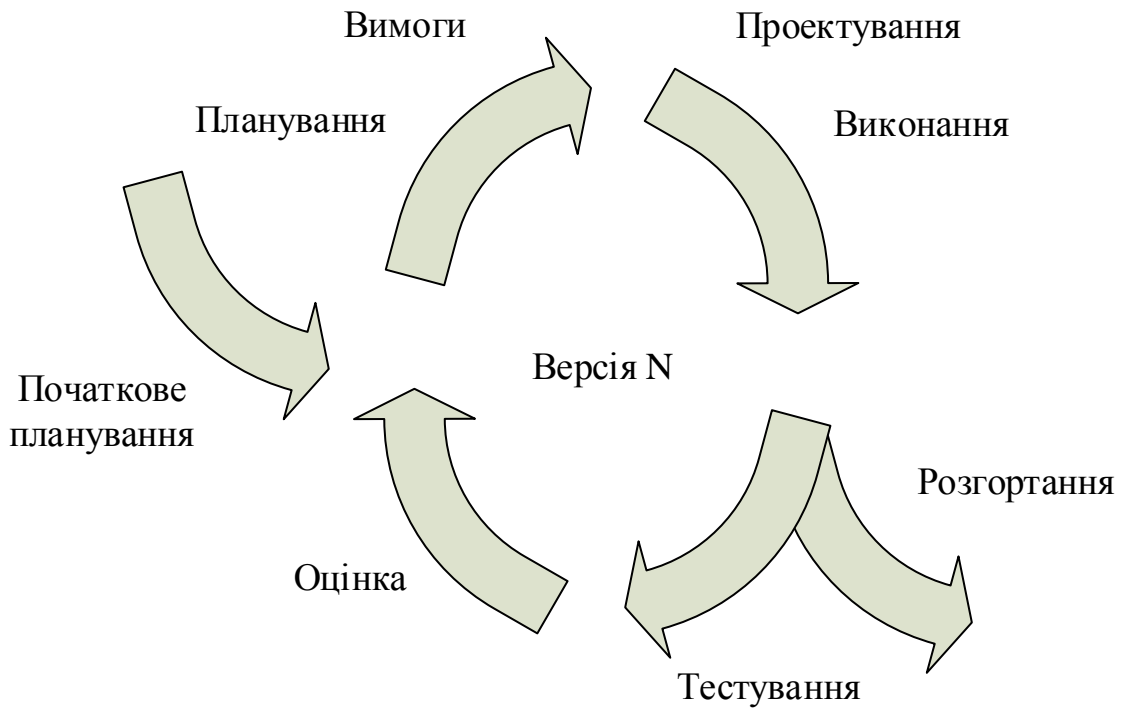 Вимоги
Проектування
Планування
Виконання
Початкове
планування
Версія N
Розгортання
Оцінка
Тестування